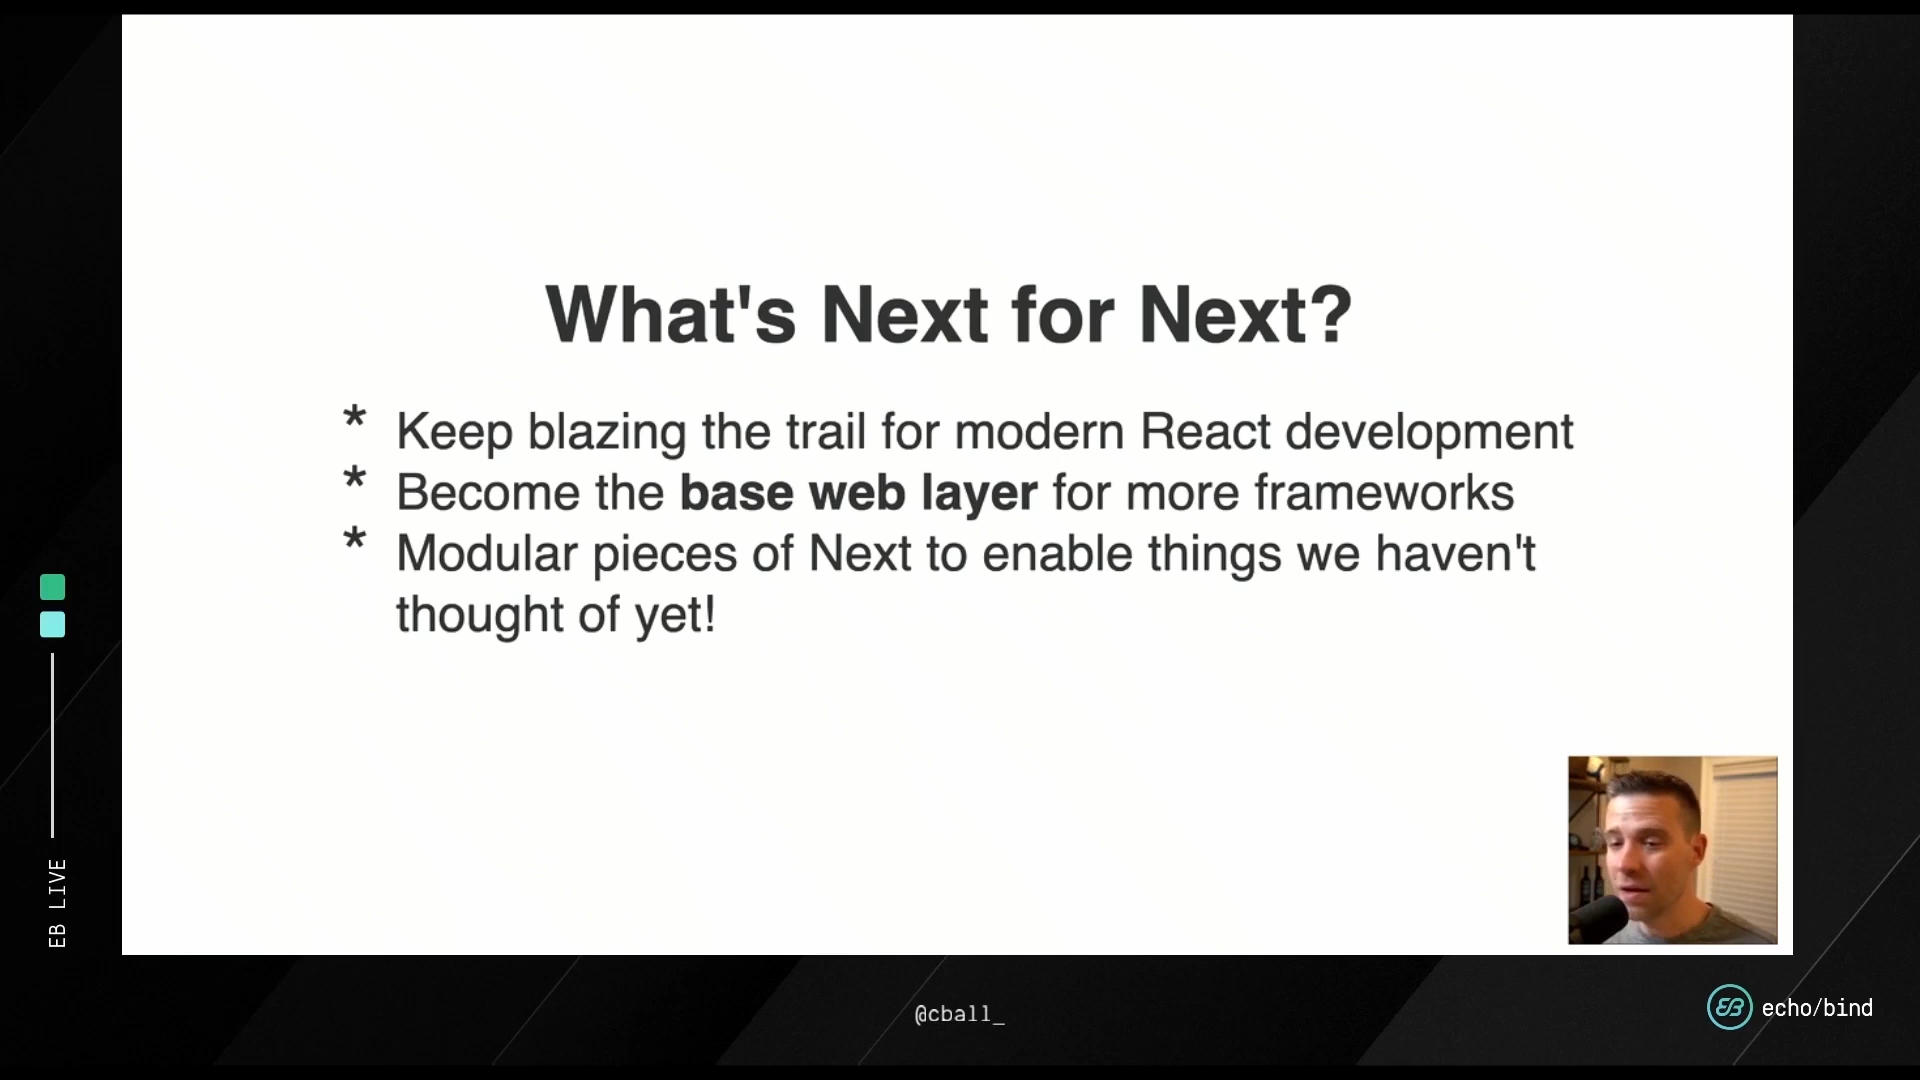 What's Next for Next?
* Keep blazing the trail for modern React development
* Become the base web layer for more frameworks
* Modular pieces of Next to enable things we haven't
thought of yet!
EB LIVE
@cball_
EB echo/bind